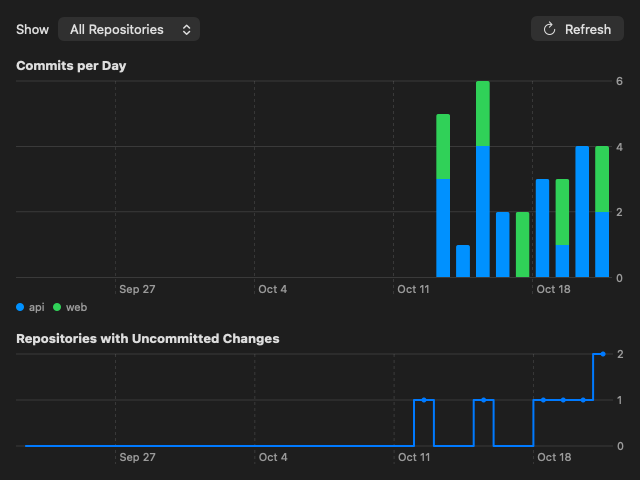 Show All Repositories Refresh
Commits per Day
6
4
2
0
Sep 27 Oct 4 Oct 11 Oct 18
api web
Repositories with Uncommitted Changes
2
1
0
Sep 27 Oct 4 Oct 11 Oct 18